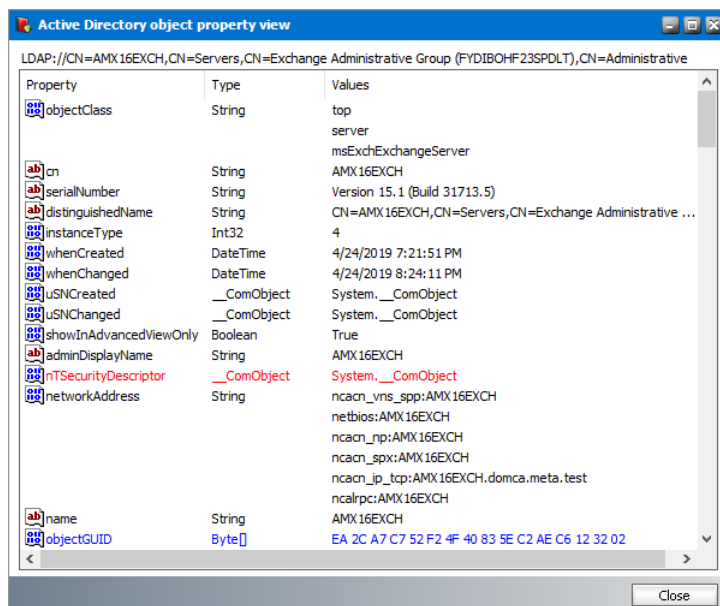 Active Directory object property view
LDAP://CN=AMX16EXCH,CN=Servers,CN=Exchange Administrative Group (FYDIBOHF23SPDLT),CN=Administrative
Property Type Values
objectClass String top
server
msExchExchangeServer
cn String AMX16EXCH
serialNumber String Version 15.1 (Build 31713.5)
distinguishedName String CN=AMX16EXCH,CN=Servers,CN=Exchange Administrative ...
instanceType Int32 4
whenCreated DateTime 4/24/2019 7:21:51 PM
whenChanged DateTime 4/24/2019 8:24:11 PM
uSNCreated __ComObject System.__ComObject
uSNChanged __ComObject System.__ComObject
showInAdvancedViewOnly Boolean True
adminDisplayName String AMX16EXCH
nTSecurityDescriptor __ComObject System.__ComObject
networkAddress String ncacn_vns_spp:AMX16EXCH
netbios:AMX16EXCH
ncacn_np:AMX16EXCH
ncacn_spx:AMX16EXCH
ncacn_ip_tcp:AMX16EXCH.domca.meta.test
ncalrpc:AMX16EXCH
name String AMX16EXCH
objectGUID Byte[] EA 2C A7 C7 52 F2 4F 40 83 5E C2 AE C6 12 32 02
Close